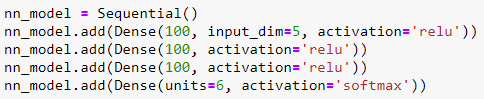 nn_model = Sequential()
nn_model.add(Dense(100, input_dim=5, activation='relu'))
nn_model.add(Dense(100, activation='relu'))
nn_model.add(Dense(100, activation='relu'))
nn_model.add(Dense(units=6, activation='softmax'))